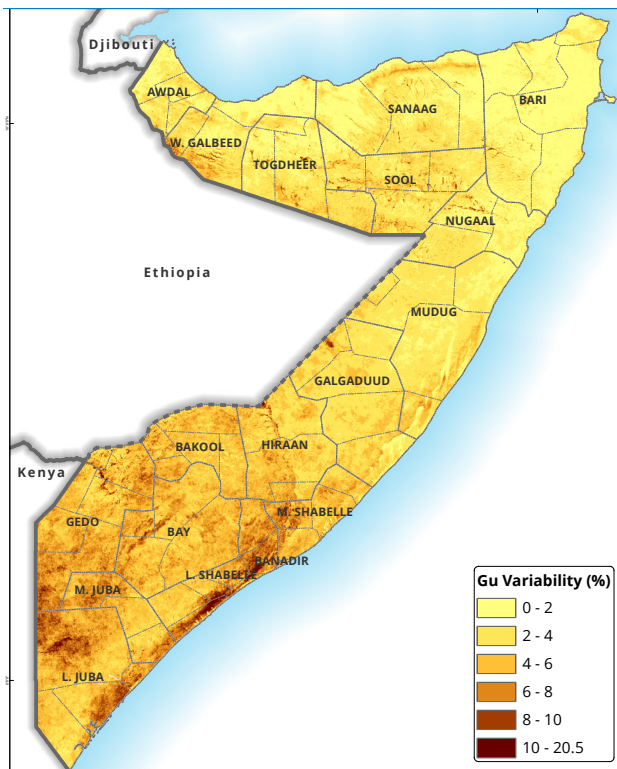 Djibouti
AWDAL
SANAAG
BARI
W. GALBEED
TOGDHEER
SOOL
NUGAAL
Ethiopia
MUDUG
GALGADUUD
BAKOOL
HIRAAN
Kenya
GEDO
BAY
M. SHABELLE
BANADIR
L. SHABELLE
M. JUBA
L. JUBA
Gu Variability (%)
0 - 2
2 - 4
4 - 6
6 - 8
8 - 10
10 - 20.5